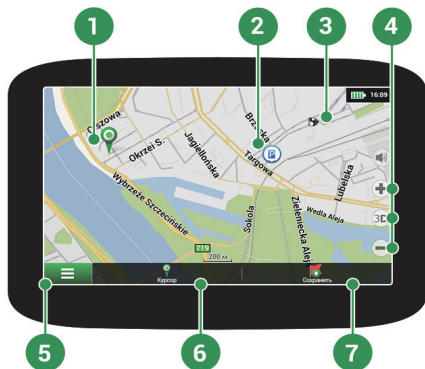 1
2
3
4
16:09
Brzeska
Okrzei S.
Jagiellońska
Targowa
Lubelska
3D
Wybrzeże Szczecińskie
Sokola
Zieleniecka Aleja
Wedla Aleja
719
200 м
Курсор
Сохранить
5
6
7